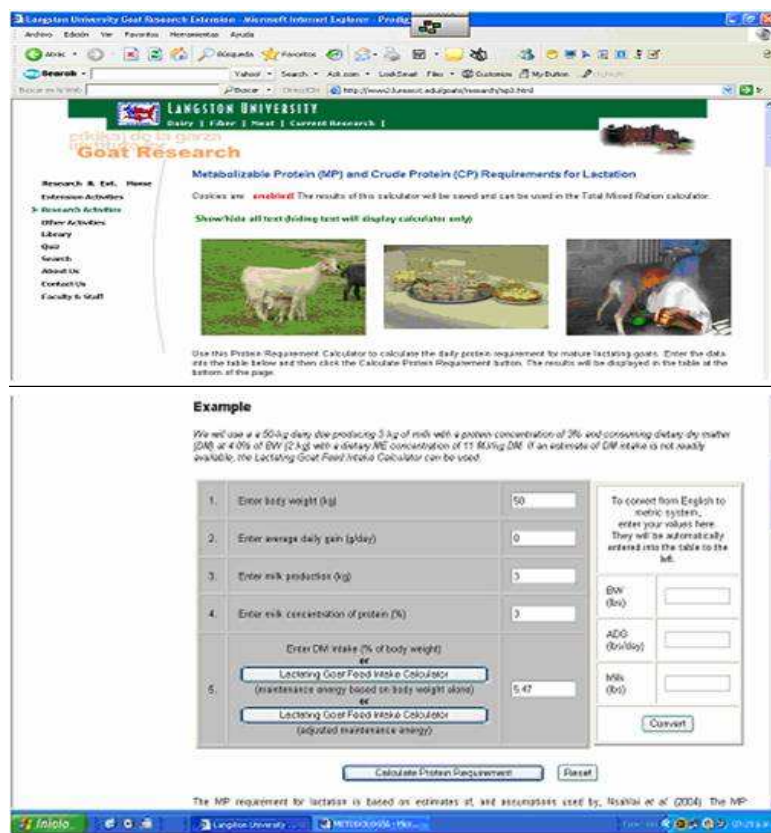 Langston University Goat Research Extension - Microsoft Internet Explorer - Prodig
Archivo Edición Ver Favoritos Herramientas Ayuda
Atrás Búsqueda Favoritos
Search Yahoo! Search Ask.com LookSmart Files Customize MyButton
Buscar en la Web Buscar
LANGSTON UNIVERSITY
Dairy | Fiber | Meat | Current Research |
erkikaj de la garza
Goat Research
Metabolizable Protein (MP) and Crude Protein (CP) Requirements for Lactation
Cookies are enabled! The results of this calculator will be saved and can be used in the Total Mixed Ration calculator.
Show/hide all text (hiding text will display calculator only)
Research & Ext. Home
Extension Activities
Research Activities
Other Activities
Library
Quiz
Search
About Us
Contact Us
Faculty & Staff
Use this Protein Requirement Calculator to calculate the daily protein requirement for mature lactating goats. Enter the data
into the table below and then click the Calculate Protein Requirement button. The results will be displayed in the table at the
bottom of the page.
Example
We will use a a 50-kg dairy doe producing 3 kg of milk with a protein concentration of 3% and consuming dietary dry matter
(DM) at 4.0% of BW (2 kg) with a dietary ME concentration of 11 MJ/kg DM. If an estimate of DM intake is not readily
available, the Lactating Goat Feed Intake Calculator can be used.
1. Enter body weight (kg) 50
2. Enter average daily gain (g/day) 0
3. Enter milk production (kg) 3
4. Enter milk concentration of protein (%) 3
5. Enter DM intake (% of body weight)
or
Lactating Goat Feed Intake Calculator
(maintenance energy based on body weight alone)
or
Lactating Goat Feed Intake Calculator
(adjusted maintenance energy)
5.47
To convert from English to
metric system,
enter your values here.
They will be automatically
entered into the table to the
left.
BW
(lbs)
ADG
(lbs/day)
Milk
(lbs)
Convert
Calculate Protein Requirement Reset
The MP requirement for lactation is based on estimates of, and assumptions used by, Nsahlai et al. (2004). The MP
Inicio Langston University ... METODOLOGÍA - Micr...